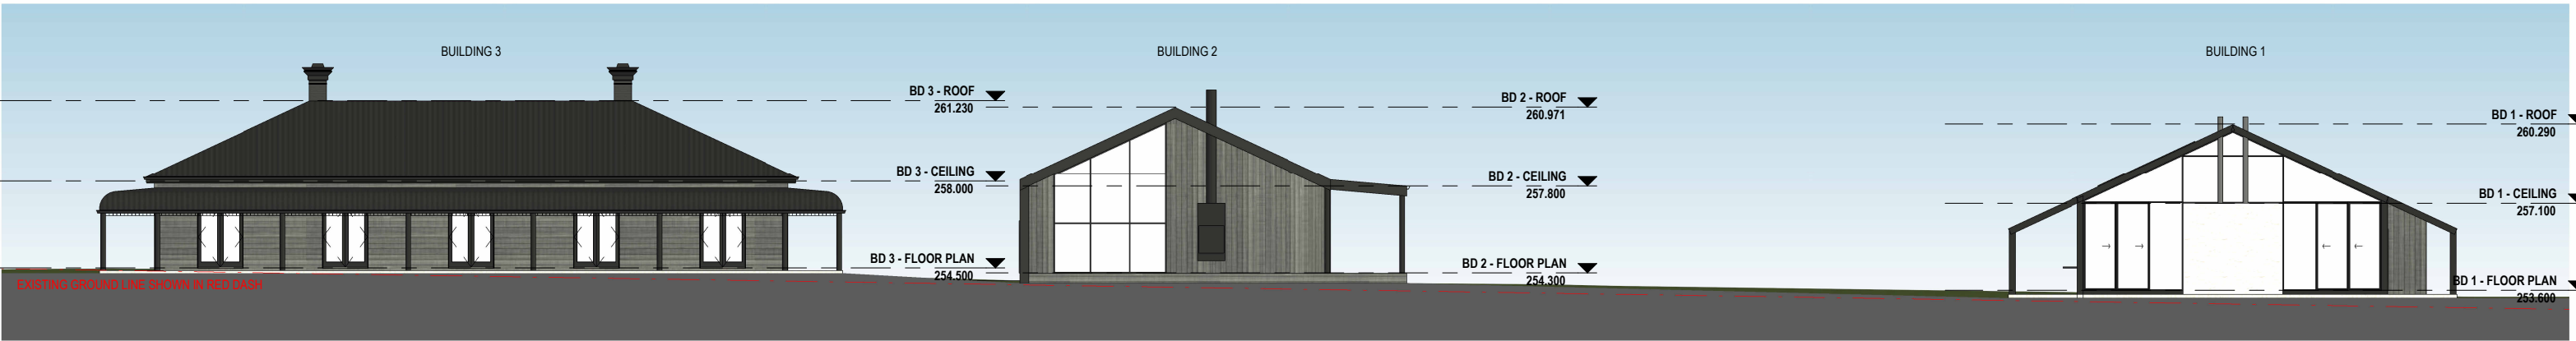 BUILDING 3
BUILDING 2
BUILDING 1
BD 3 - ROOF
261.230
BD 3 - CEILING
258.000
BD 3 - FLOOR PLAN
254.500
BD 2 - ROOF
260.971
BD 2 - CEILING
257.800
BD 2 - FLOOR PLAN
254.300
BD 1 - ROOF
260.290
BD 1 - CEILING
257.100
BD 1 - FLOOR PLAN
253.600
EXISTING GROUND LINE SHOWN IN RED DASH